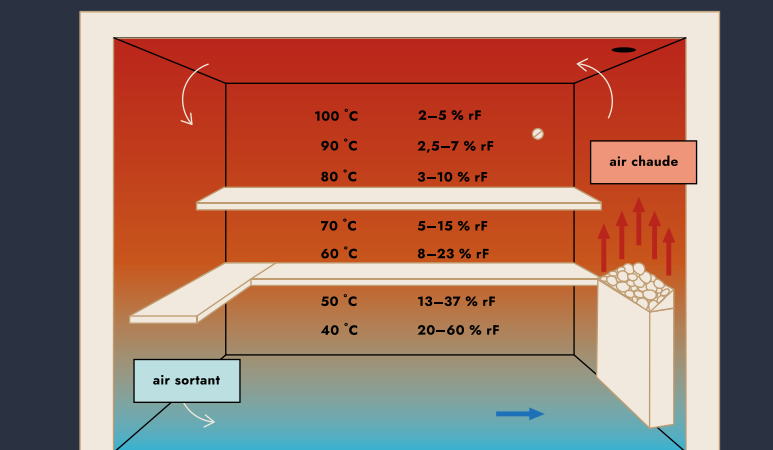 100 °C 2–5 % rF
90 °C 2,5–7 % rF
80 °C 3–10 % rF
air chaude
70 °C 5–15 % rF
60 °C 8–23 % rF
50 °C 13–37 % rF
40 °C 20–60 % rF
air sortant